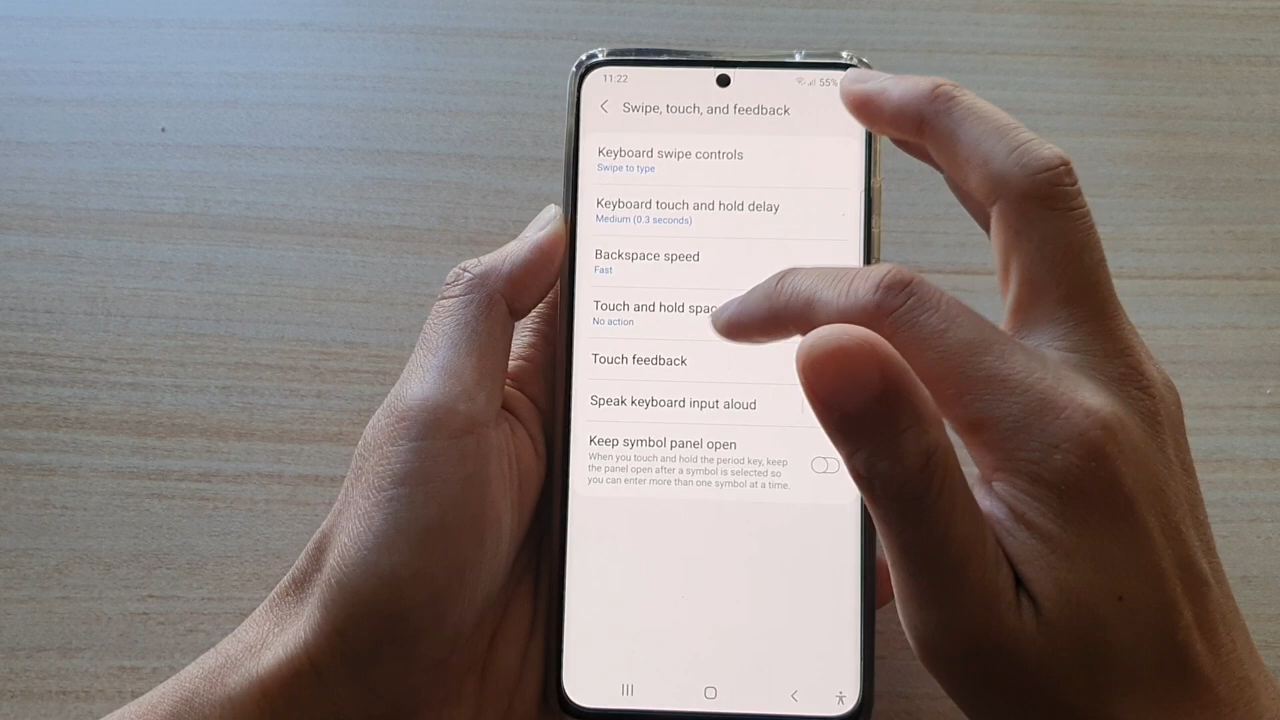 11:22
55%
Swipe, touch, and feedback
Keyboard swipe controls
Swipe to type
Keyboard touch and hold delay
Medium (0.3 seconds)
Backspace speed
Fast
Touch and hold
No action
Touch feedback
Speak keyboard input aloud
Keep symbol panel open
When you touch and hold the period key, keep
the panel open after a symbol is selected so
you can enter more than one symbol at a time.